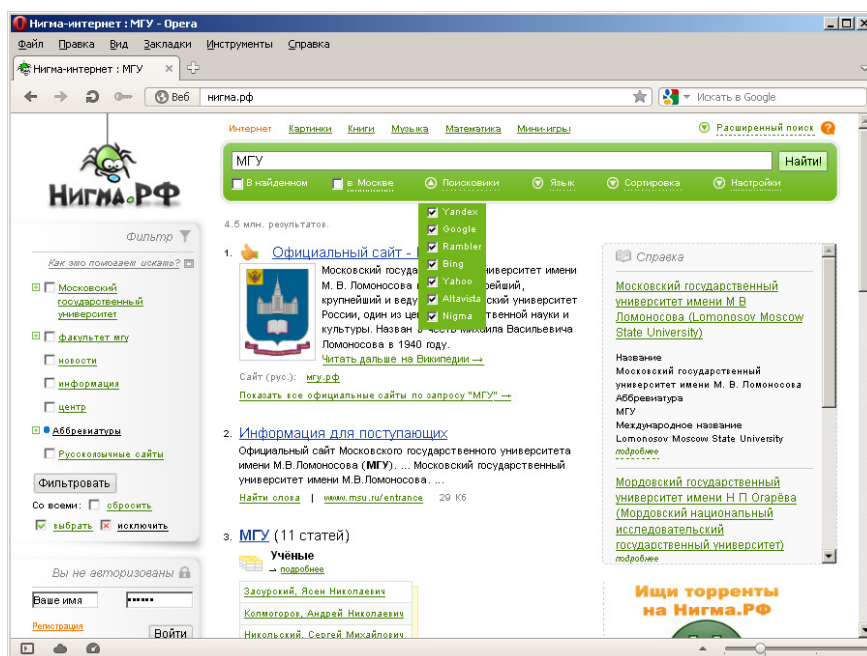 Нигма-интернет : МГУ - Opera
Файл Правка Вид Закладки Инструменты Справка
Нигма-интернет : МГУ
Веб нигма.рф Искать в Google
Интернет Картинки Книги Музыка Математика Мини-игры Расширенный поиск
МГУ Найти!
В найденном в Москве Поисковики Язык Сортировка Настройки
Yandex
Google
Rambler
Bing
Yahoo
Altavista
Nigma
НИГМА.РФ
Фильтр
Как это помогает искать?
Московский
государственный
университет
факультет мгу
новости
информация
центр
Аббревиатуры
Русскоязычные сайты
Фильтровать
Со всеми: сбросить
выбрать исключить
Вы не авторизованы
Ваше имя ••••••
Регистрация
Войти
4.5 млн. результатов.
1. Официальный сайт -
Московский госуда университет имени
М. В. Ломоносова
крупнейший и веду университет
России, один из це науки и
культуры. Назван в честь Михаила Васильевича
Ломоносова в 1940 году.
Читать дальше на Википедии →
Сайт (рус.): мгу.рф
Показать все официальные сайты по запросу "МГУ" →
2. Информация для поступающих
Официальный сайт Московского государственного университета
имени М.В.Ломоносова (МГУ). ... Московский государственный
университет имени М.В.Ломоносова. ...
Найти слова | www.msu.ru/entrance 29 Кб
3. МГУ (11 статей)
Учёные
→ подробнее
Засурский, Ясен Николаевич
Колмогоров, Андрей Николаевич
Никольский, Сергей Михайлович
Справка
Московский государственный
университет имени М В
Ломоносова (Lomonosov Moscow
State University)
Название
Московский государственный
университет имени М. В. Ломоносова
Аббревиатура
МГУ
Международное название
Lomonosov Moscow State University
подробнее
Мордовский государственный
университет имени Н П Огарёва
(Мордовский национальный
исследовательский
государственный университет)
подробнее
Ищи торренты
на Нигма.РФ